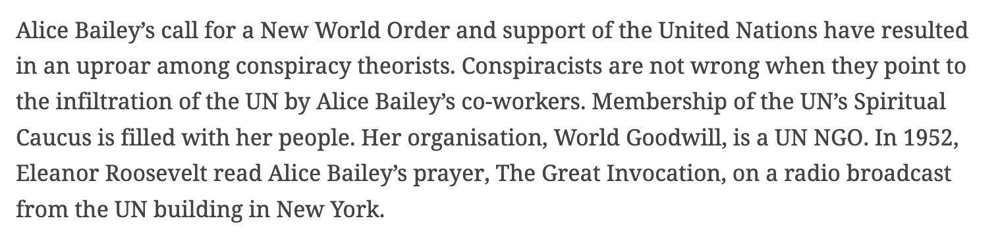 Alice Bailey’s call for a New World Order and support of the United Nations have resulted
in an uproar among conspiracy theorists. Conspiracists are not wrong when they point to
the infiltration of the UN by Alice Bailey’s co-workers. Membership of the UN’s Spiritual
Caucus is filled with her people. Her organisation, World Goodwill, is a UN NGO. In 1952,
Eleanor Roosevelt read Alice Bailey’s prayer, The Great Invocation, on a radio broadcast
from the UN building in New York.